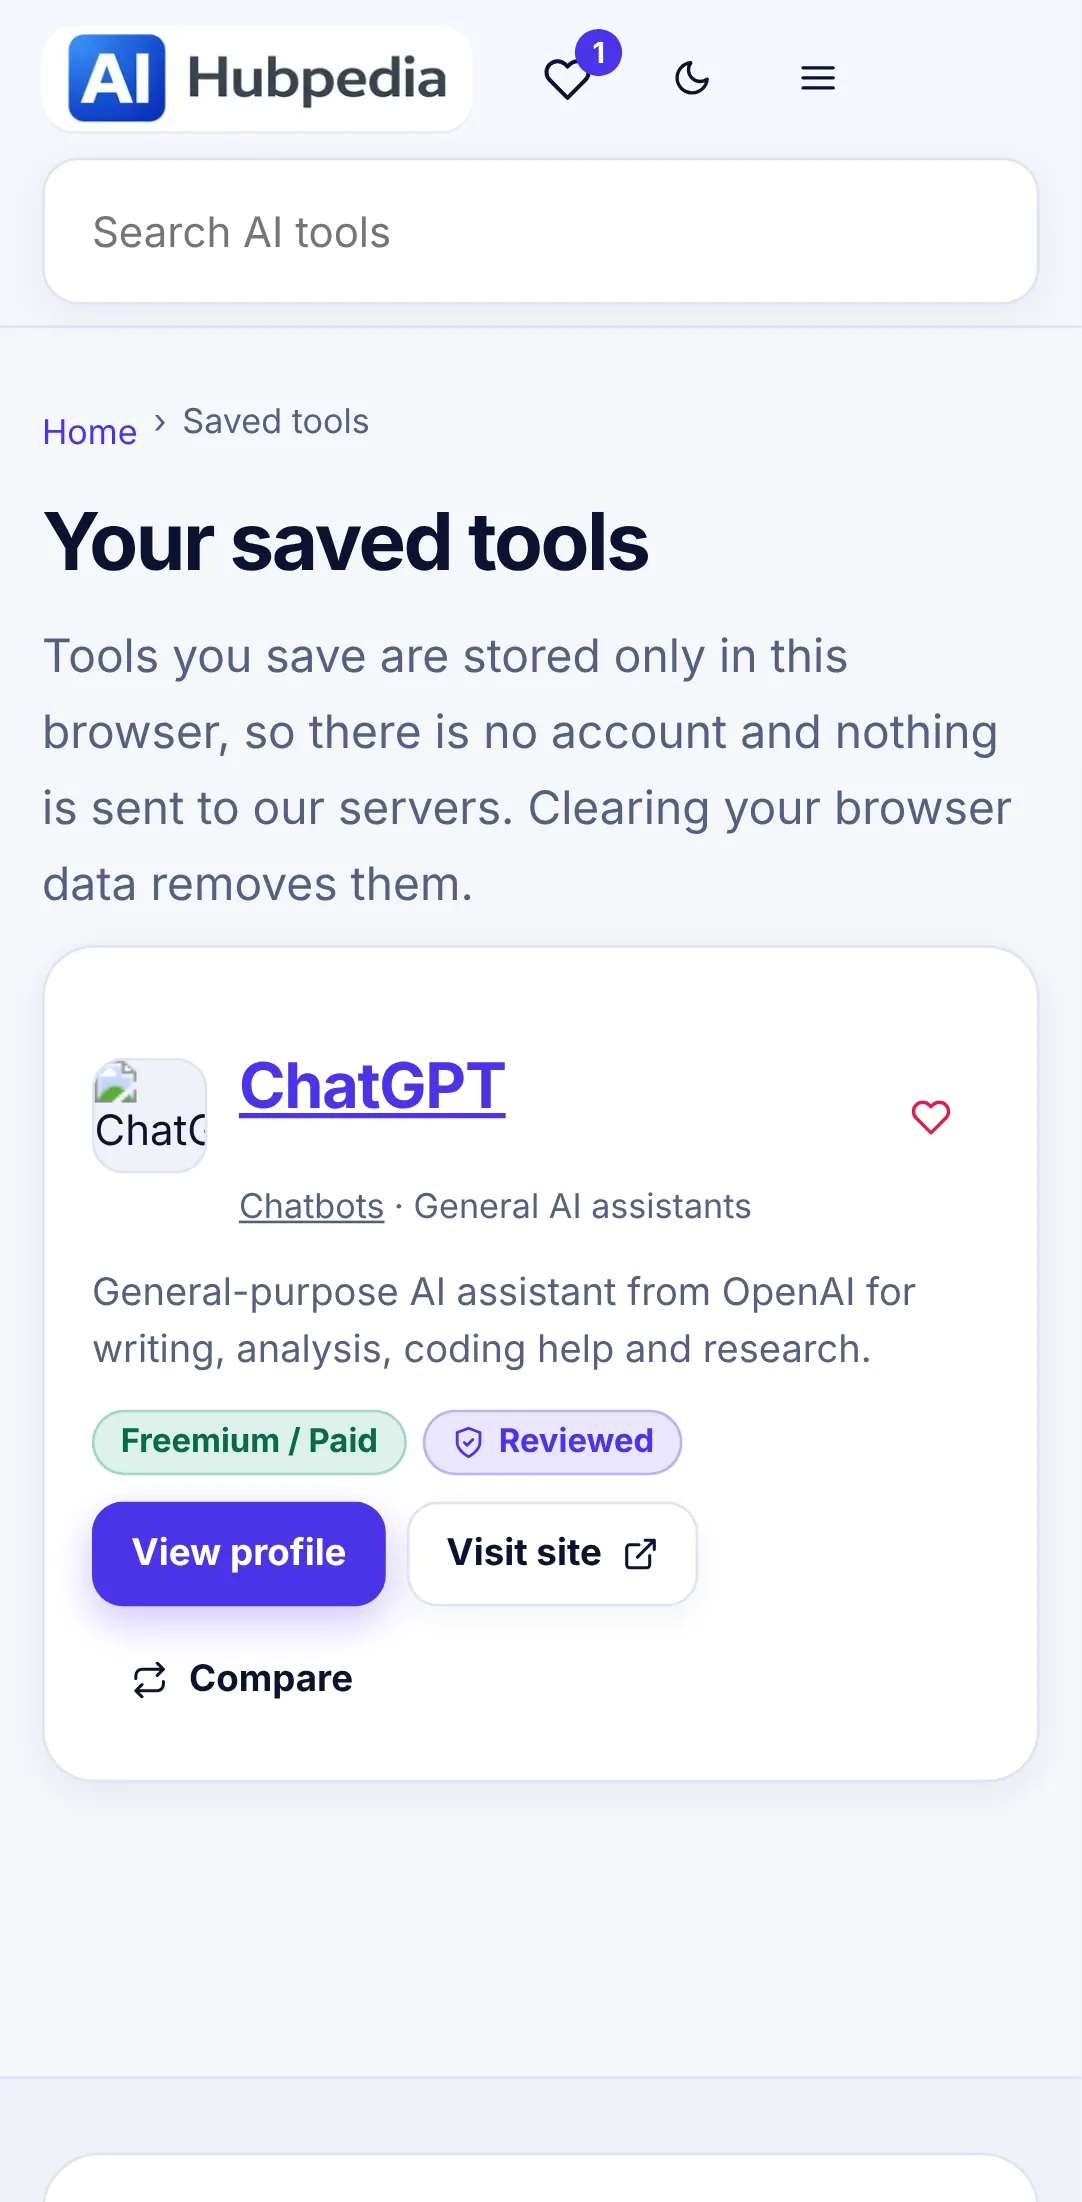 AI Hubpedia
1
Search AI tools
Home › Saved tools
Your saved tools
Tools you save are stored only in this
browser, so there is no account and nothing
is sent to our servers. Clearing your browser
data removes them.
ChatGPT
Chatbots · General AI assistants
General-purpose AI assistant from OpenAI for
writing, analysis, coding help and research.
Freemium / Paid
Reviewed
View profile
Visit site
Compare